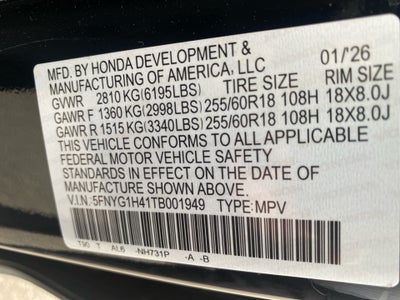 MFD. BY HONDA DEVELOPMENT &
MANUFACTURING OF AMERICA, LLC 01/'26
GVWR 2810 KG(6195LBS) TIRE SIZE RIM SIZE
GAWR F 1360 KG(2998LBS) 255/60R18 108H 18X8.0J
GAWR R 1515 KG(3340LBS) 255/60R18 108H 18X8.0J
THIS VEHICLE CONFORMS TO ALL APPLICABLE
FEDERAL MOTOR VEHICLE SAFETY
STANDARDS IN EFFECT ON THE DATE OF
MANUFACTURE SHOWN ABOVE.
V.I.N.: 5FNYG1H41TB001949 TYPE:MPV
T90 T AL6 -NH731P -A -B